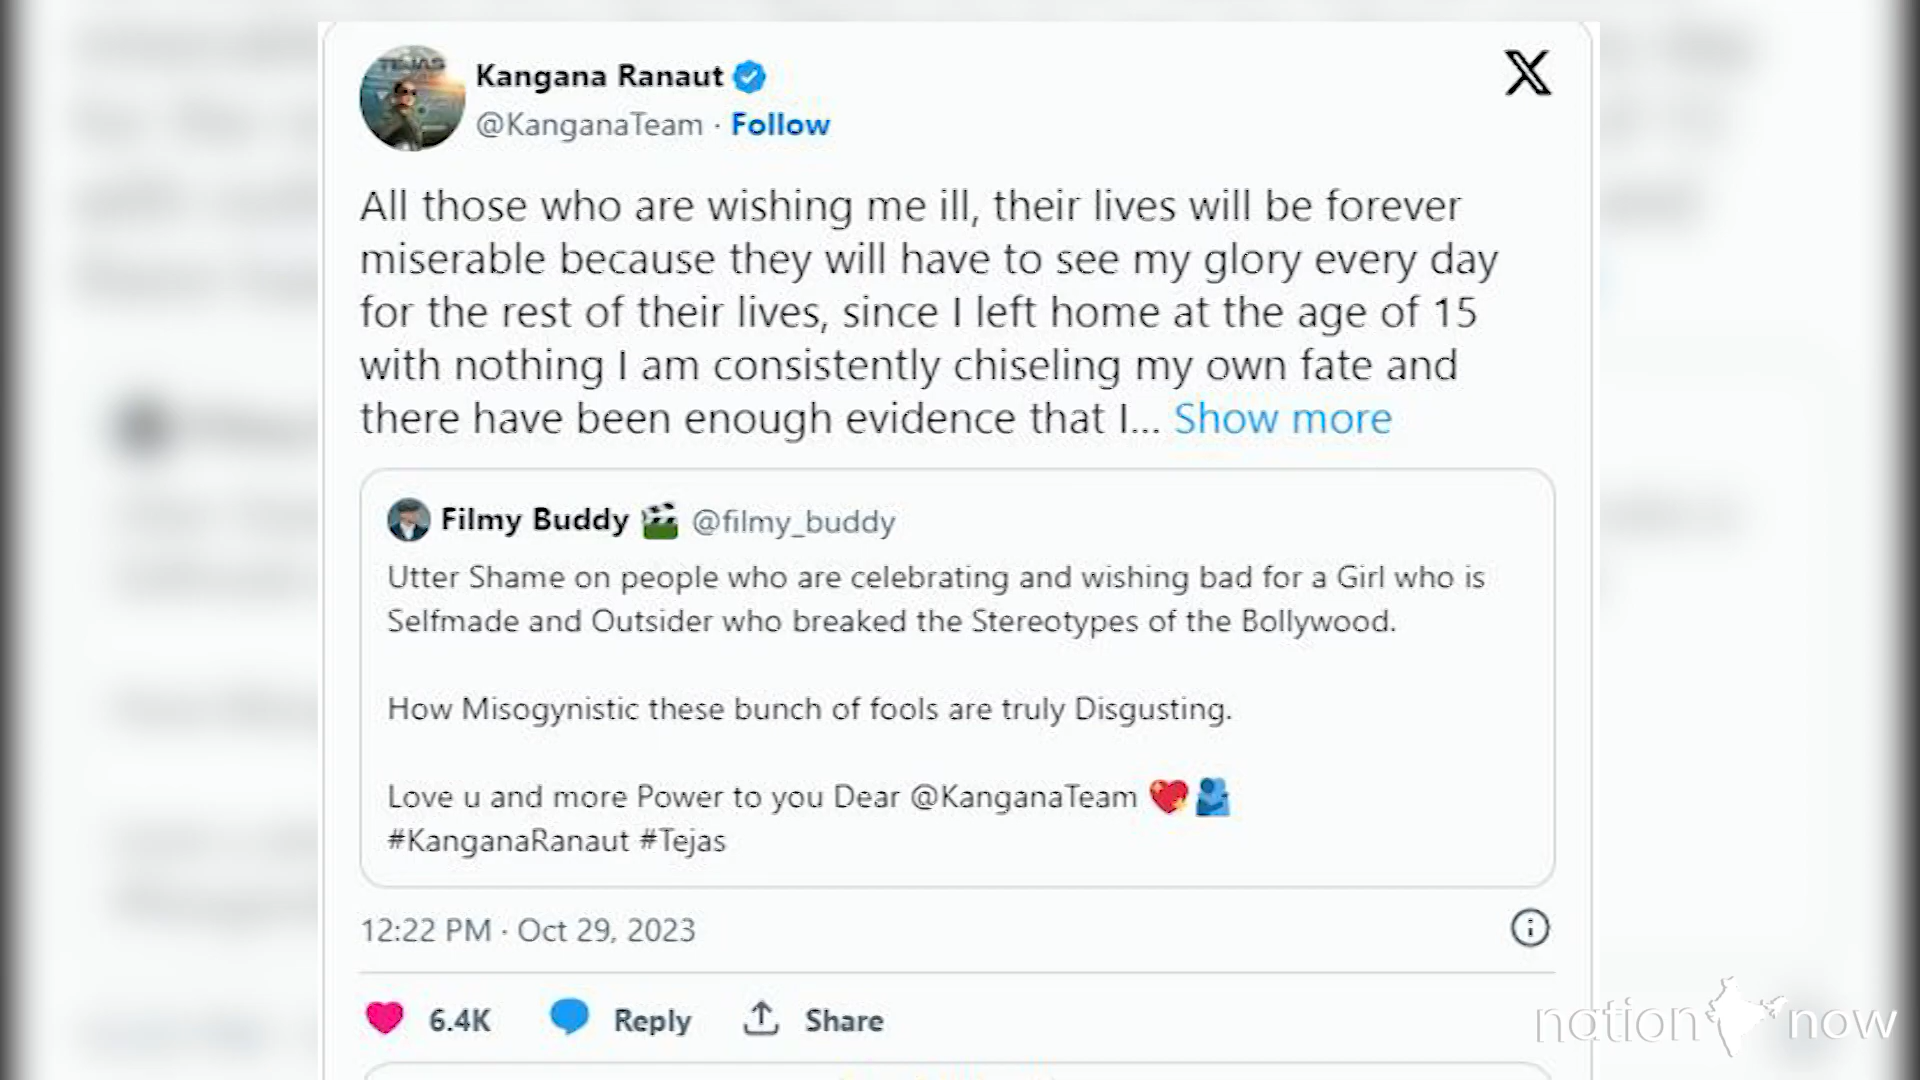 TEJAS
Kangana Ranaut
@KanganaTeam · Follow
All those who are wishing me ill, their lives will be forever
miserable because they will have to see my glory every day
for the rest of their lives, since I left home at the age of 15
with nothing I am consistently chiseling my own fate and
there have been enough evidence that I... Show more
Filmy Buddy @filmy_buddy
Utter Shame on people who are celebrating and wishing bad for a Girl who is
Selfmade and Outsider who breaked the Stereotypes of the Bollywood.
How Misogynistic these bunch of fools are truly Disgusting.
Love u and more Power to you Dear @KanganaTeam
#KanganaRanaut #Tejas
12:22 PM · Oct 29, 2023
6.4K Reply Share
nation now